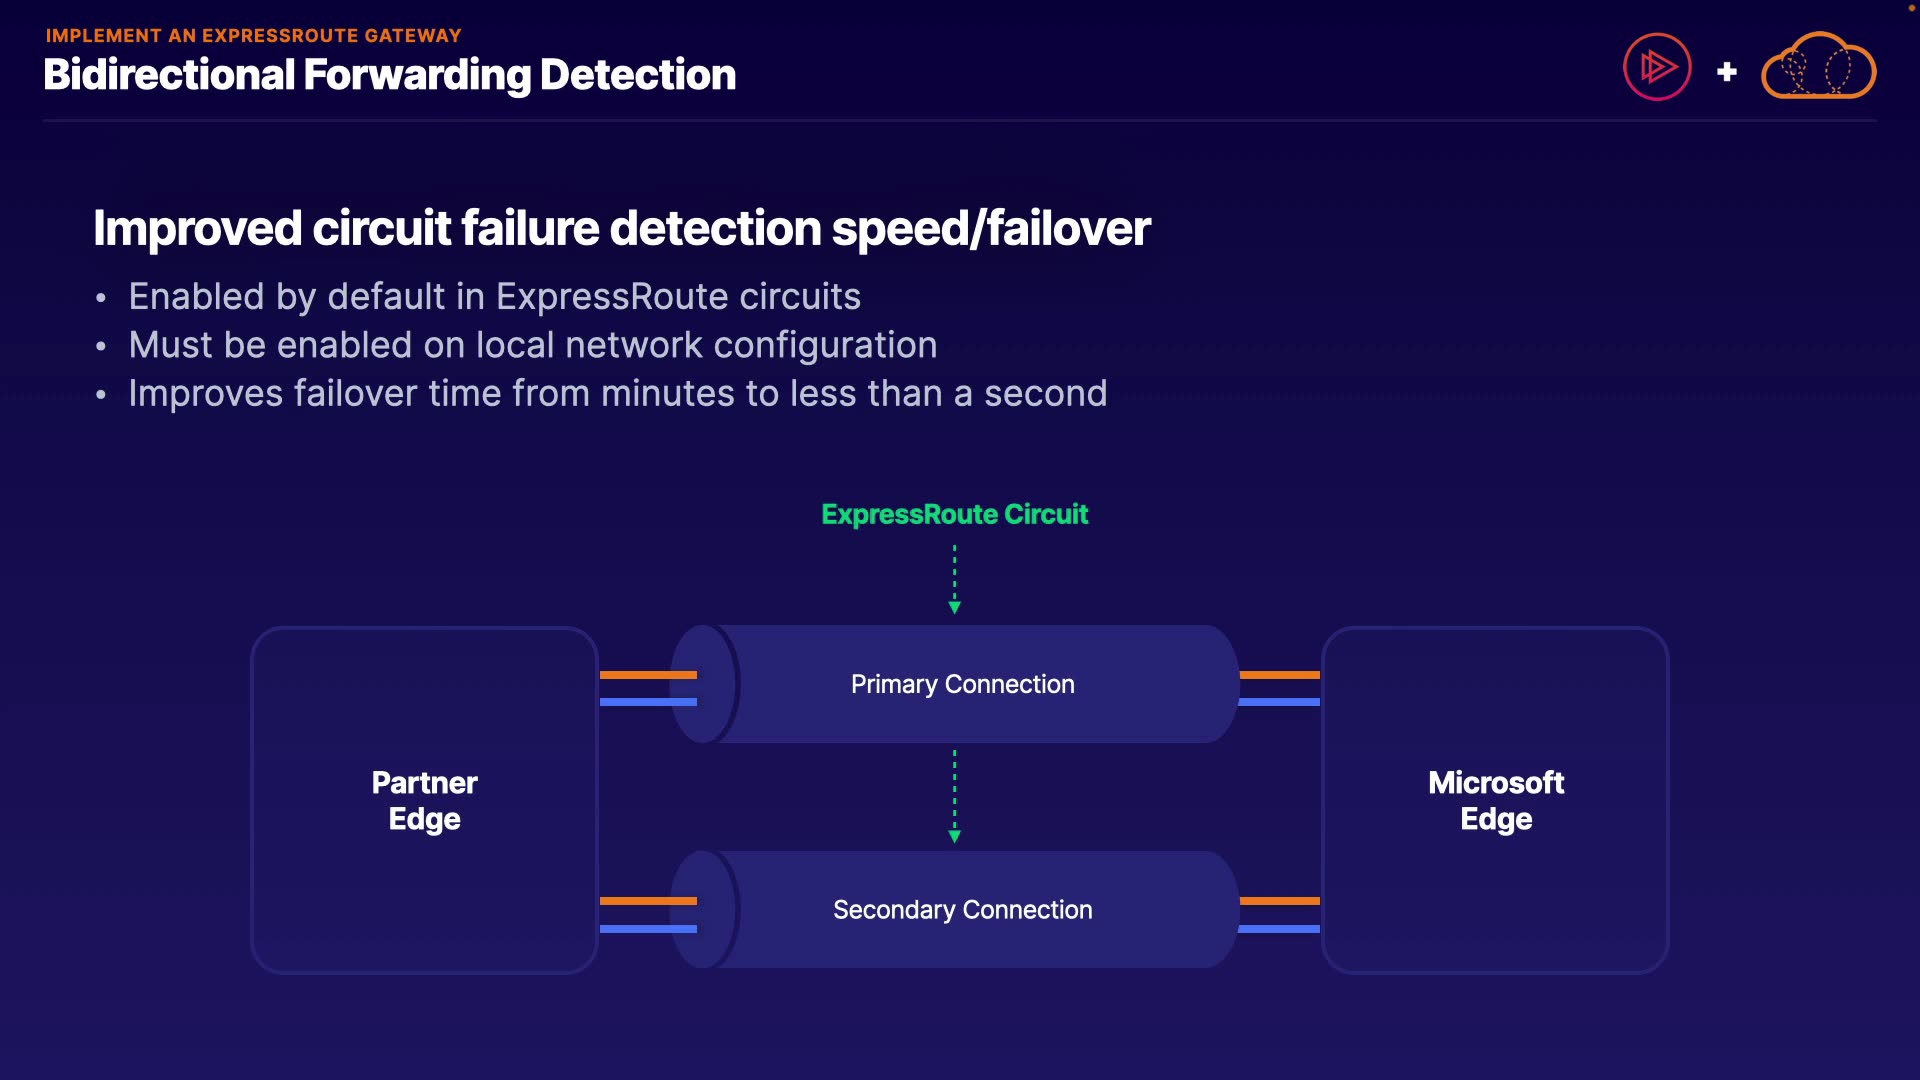 IMPLEMENT AN EXPRESSROUTE GATEWAY
Bidirectional Forwarding Detection
Improved circuit failure detection speed/failover
• Enabled by default in ExpressRoute circuits
• Must be enabled on local network configuration
• Improves failover time from minutes to less than a second
ExpressRoute Circuit
Primary Connection
Partner
Edge
Microsoft
Edge
Secondary Connection